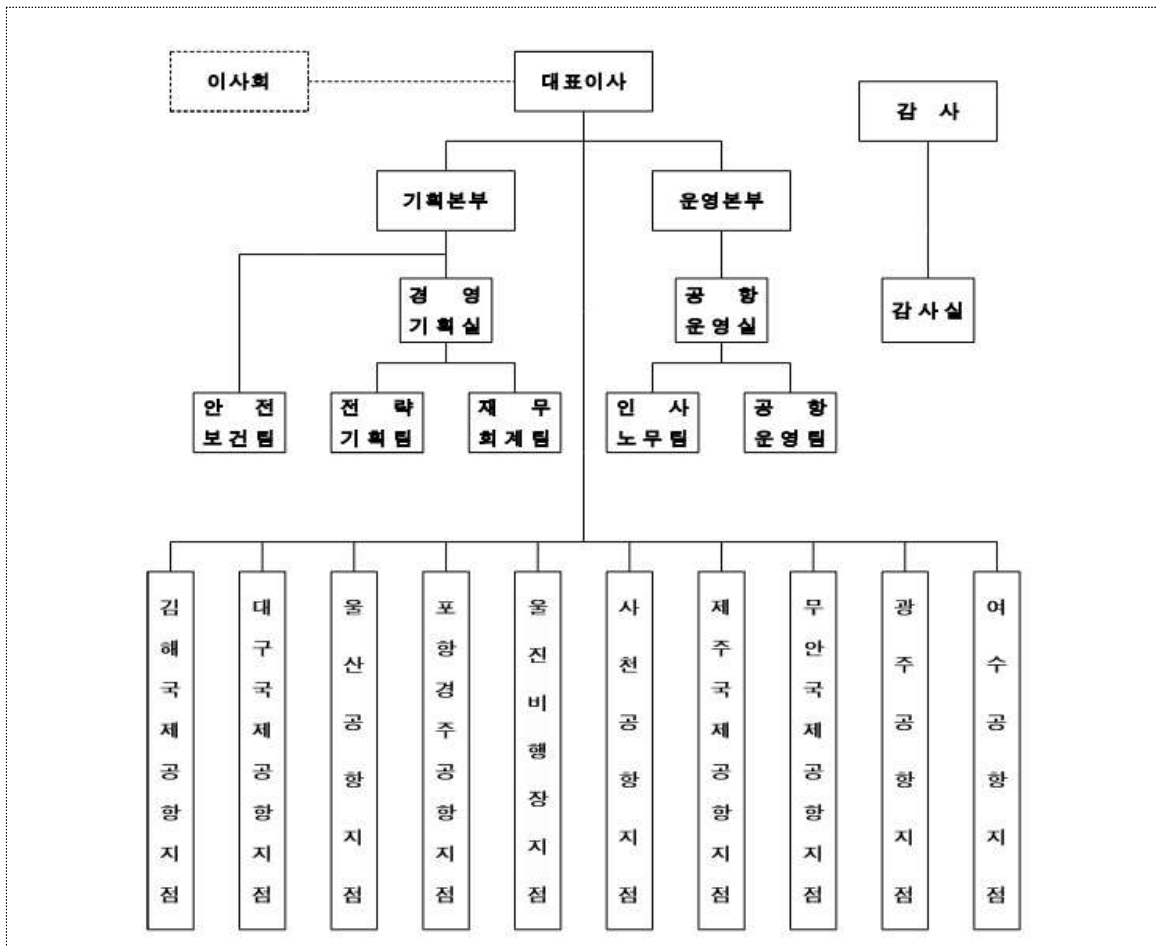 이사회
대표이사
감 사
기획본부
운영본부
경 영
기획실
공 항
운영실
감사실
안 전
보건팀
전 략
기획팀
재 무
회계팀
인 사
노무팀
공 항
운영팀
김해국제공항지점
대구국제공항지점
울산공항지점
포항경주공항지점
울진비행장지점
사천공항지점
제주국제공항지점
무안국제공항지점
광주공항지점
여수공항지점